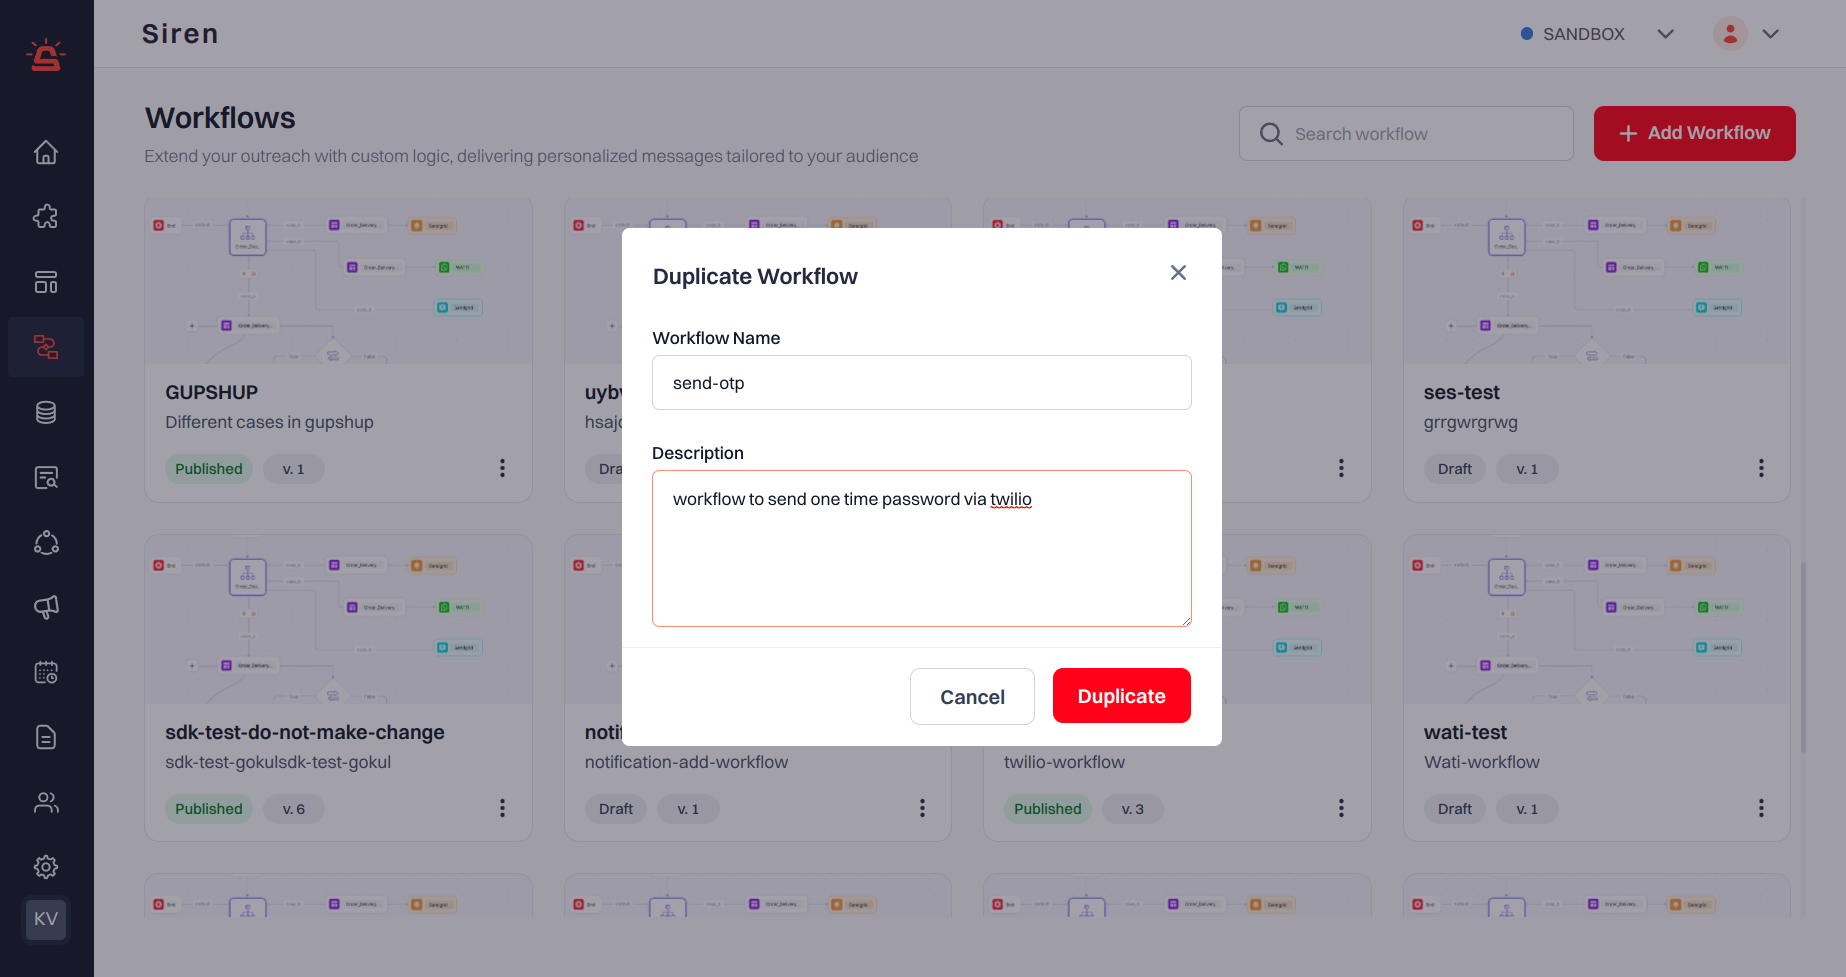 Siren
SANDBOX
Workflows
Extend your outreach with custom logic, delivering personalized messages tailored to your audience
Search workflow
Add Workflow
Duplicate Workflow
Workflow Name
send-otp
Description
workflow to send one time password via twilio
Cancel
Duplicate
GUPSHUP
Different cases in gupshup
Published
v. 1
ses-test
grrgwrgrwg
Draft
v. 1
sdk-test-do-not-make-change
sdk-test-gokulsdk-test-gokul
Published
v. 6
notification-add-workflow
Draft
v. 1
twilio-workflow
Published
v. 3
wati-test
Wati-workflow
Draft
v. 1
KV